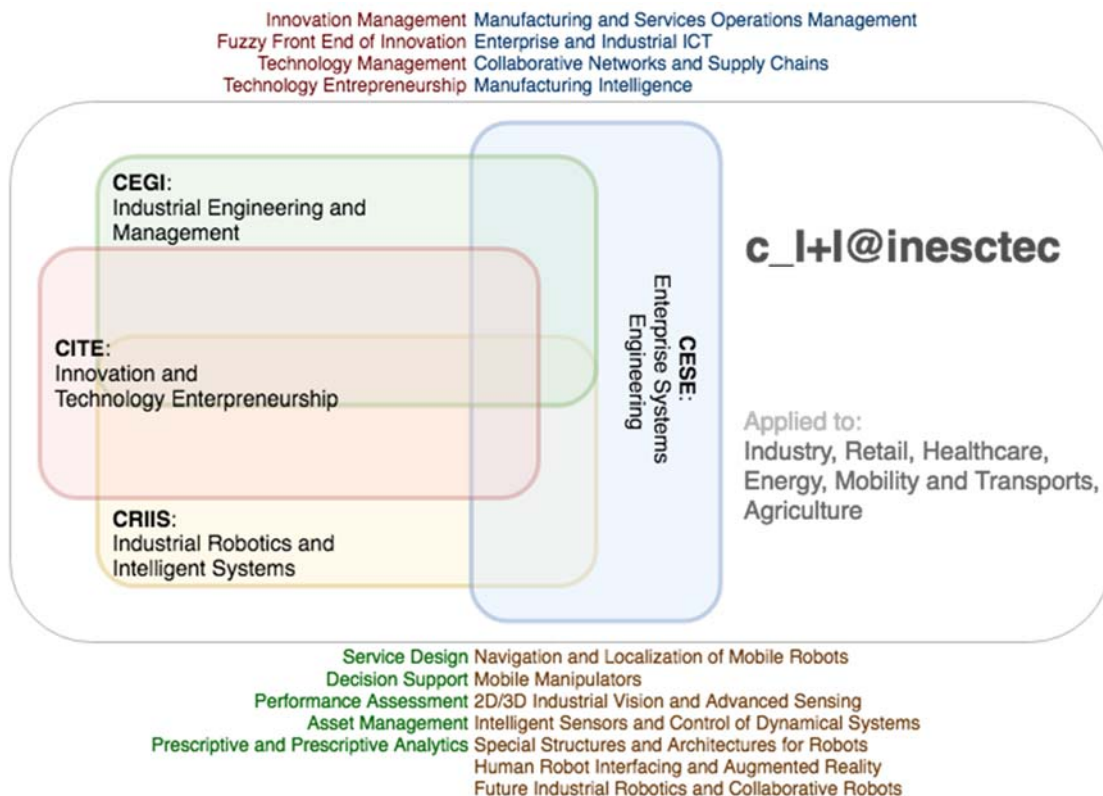 Innovation Management Manufacturing and Services Operations Management
Fuzzy Front End of Innovation Enterprise and Industrial ICT
Technology Management Collaborative Networks and Supply Chains
Technology Entrepreneurship Manufacturing Intelligence
CEGI:
Industrial Engineering and
Management
CITE:
Innovation and
Technology Enterpreneurship
CRIIS:
Industrial Robotics and
Intelligent Systems
CESE:
Enterprise Systems
Engineering
c_I+I@inesctec
Applied to:
Industry, Retail, Healthcare,
Energy, Mobility and Transports,
Agriculture
Service Design Navigation and Localization of Mobile Robots
Decision Support Mobile Manipulators
Performance Assessment 2D/3D Industrial Vision and Advanced Sensing
Asset Management Intelligent Sensors and Control of Dynamical Systems
Prescriptive and Prescriptive Analytics Special Structures and Architectures for Robots
Human Robot Interfacing and Augmented Reality
Future Industrial Robotics and Collaborative Robots